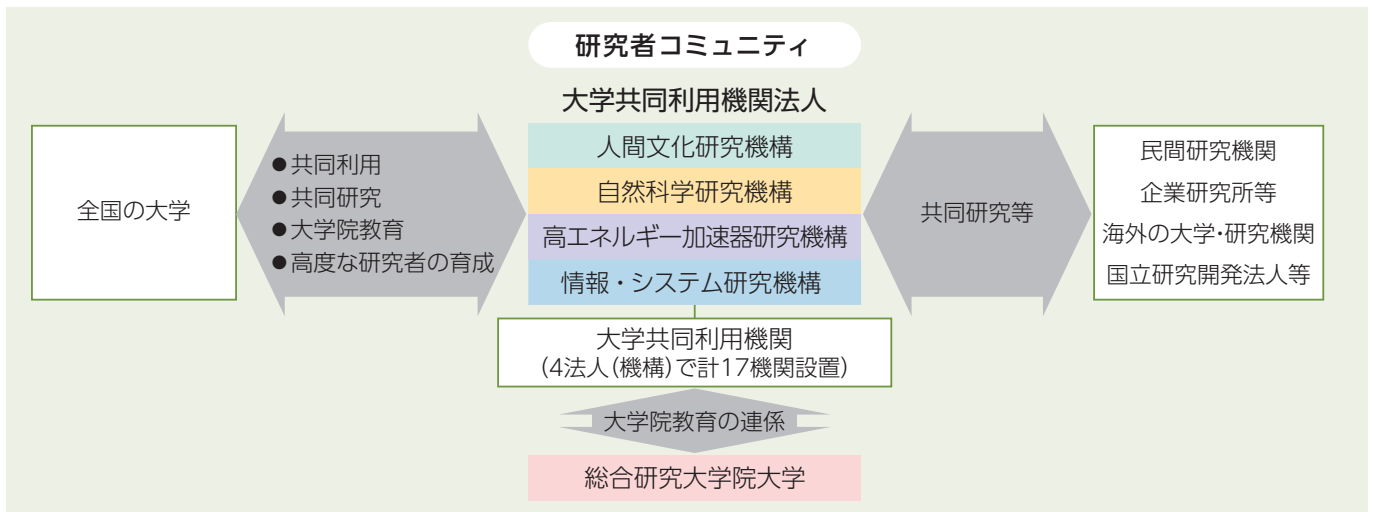 研究者コミュニティ
大学共同利用機関法人
全国の大学
●共同利用
●共同研究
●大学院教育
●高度な研究者の育成
人間文化研究機構
自然科学研究機構
高エネルギー加速器研究機構
情報・システム研究機構
共同研究等
民間研究機関
企業研究所等
海外の大学・研究機関
国立研究開発法人等
大学共同利用機関
(4法人(機構)で計17機関設置)
大学院教育の連係
総合研究大学院大学